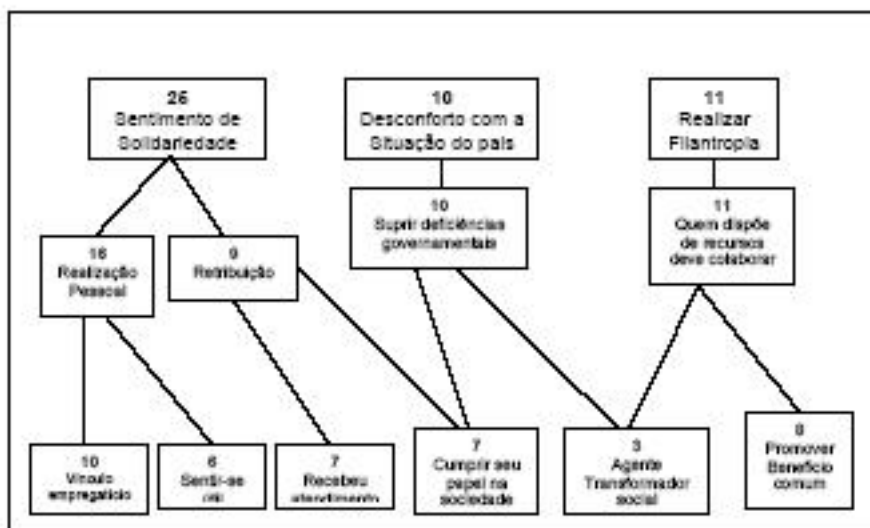 25
Sentimento de
Solidariedade
10
Desconforto com a
Situação do país
11
Realizar
Filantropia
16
Realização
Pessoal
9
Retribuição
10
Suprir deficiências
governamentais
11
Quem dispõe
de recursos
deve colaborar
10
Vínculo
empregatício
6
Sentir-se
7
Recebeu
atendimento
7
Cumprir seu
papel na
sociedade
3
Agente
Transformador
social
8
Promover
Benefício
comum